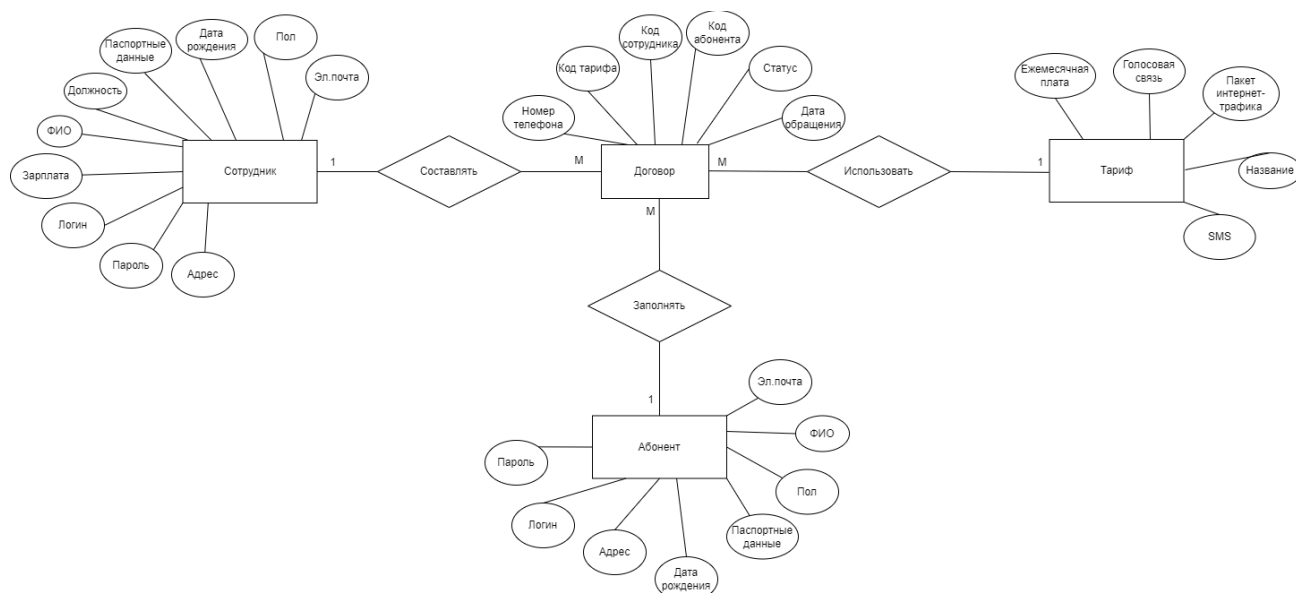 Паспортные
данные
Дата
рождения
Пол
Эл.почта
Должность
ФИО
Зарплата
Логин
Пароль
Адрес
Сотрудник
1
Составлять
М
Код тарифа
Код
сотрудника
Код
абонента
Статус
Номер
телефона
Дата
обращения
Договор
М
М
Использовать
1
Ежемесячная
плата
Голосовая
связь
Пакет
интернет-
трафика
Название
SMS
Тариф
Заполнять
1
Абонент
Эл.почта
ФИО
Пол
Паспортные
данные
Дата
рождения
Адрес
Логин
Пароль